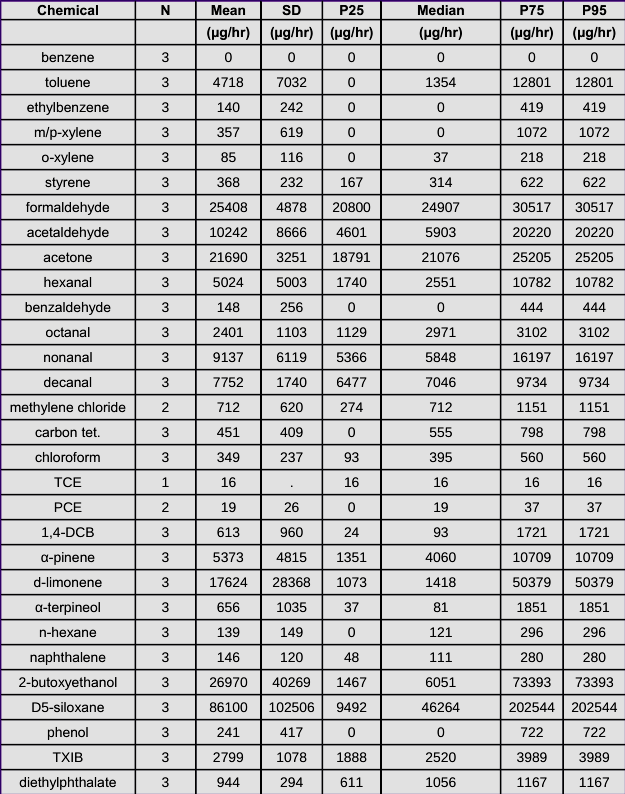 Chemical N Mean SD P25 Median P75 P95
(µg/hr) (µg/hr) (µg/hr) (µg/hr) (µg/hr) (µg/hr)
benzene 3 0 0 0 0 0 0
toluene 3 4718 7032 0 1354 12801 12801
ethylbenzene 3 140 242 0 0 419 419
m/p-xylene 3 357 619 0 0 1072 1072
o-xylene 3 85 116 0 37 218 218
styrene 3 368 232 167 314 622 622
formaldehyde 3 25408 4878 20800 24907 30517 30517
acetaldehyde 3 10242 8666 4601 5903 20220 20220
acetone 3 21690 3251 18791 21076 25205 25205
hexanal 3 5024 5003 1740 2551 10782 10782
benzaldehyde 3 148 256 0 0 444 444
octanal 3 2401 1103 1129 2971 3102 3102
nonanal 3 9137 6119 5366 5848 16197 16197
decanal 3 7752 1740 6477 7046 9734 9734
methylene chloride 2 712 620 274 712 1151 1151
carbon tet. 3 451 409 0 555 798 798
chloroform 3 349 237 93 395 560 560
TCE 1 16 . 16 16 16 16
PCE 2 19 26 0 19 37 37
1,4-DCB 3 613 960 24 93 1721 1721
α-pinene 3 5373 4815 1351 4060 10709 10709
d-limonene 3 17624 28368 1073 1418 50379 50379
α-terpineol 3 656 1035 37 81 1851 1851
n-hexane 3 139 149 0 121 296 296
naphthalene 3 146 120 48 111 280 280
2-butoxyethanol 3 26970 40269 1467 6051 73393 73393
D5-siloxane 3 86100 102506 9492 46264 202544 202544
phenol 3 241 417 0 0 722 722
TXIB 3 2799 1078 1888 2520 3989 3989
diethylphthalate 3 944 294 611 1056 1167 1167